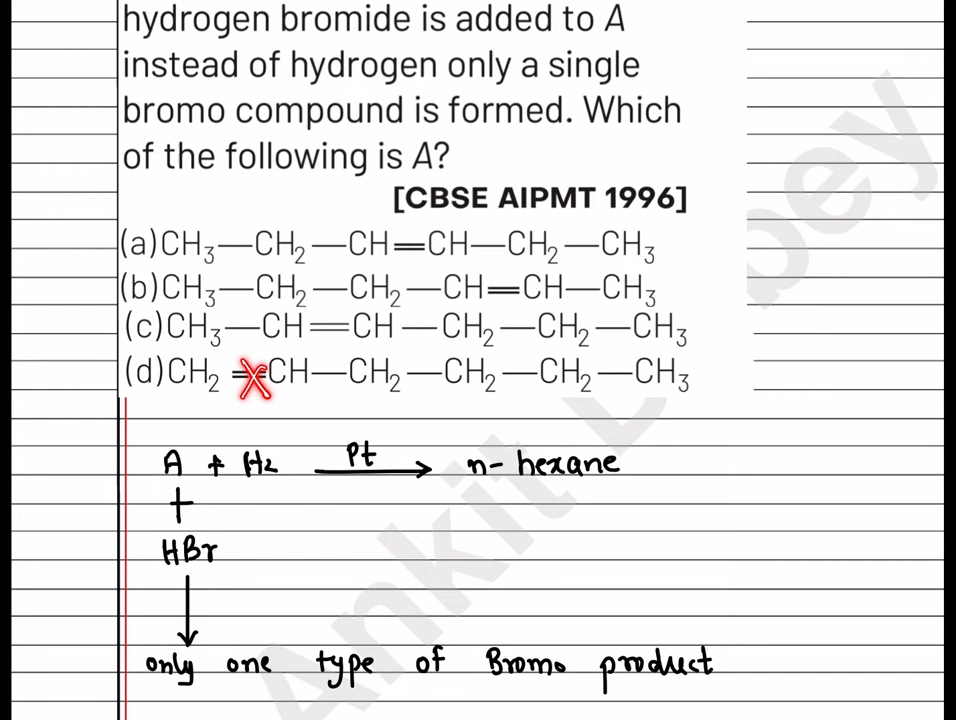 hydrogen bromide is added to A
instead of hydrogen only a single
bromo compound is formed. Which
of the following is A?
[CBSE AIPMT 1996]
(a)CH₃—CH₂—CH═CH—CH₂—CH₃
(b)CH₃—CH₂—CH₂—CH═CH—CH₃
(c)CH₃—CH═CH—CH₂—CH₂—CH₃
(d)CH₂═CH—CH₂—CH₂—CH₂—CH₃
A + H₂ Pt→ n-hexane
+
HBr
↓
only one type of Bromo product